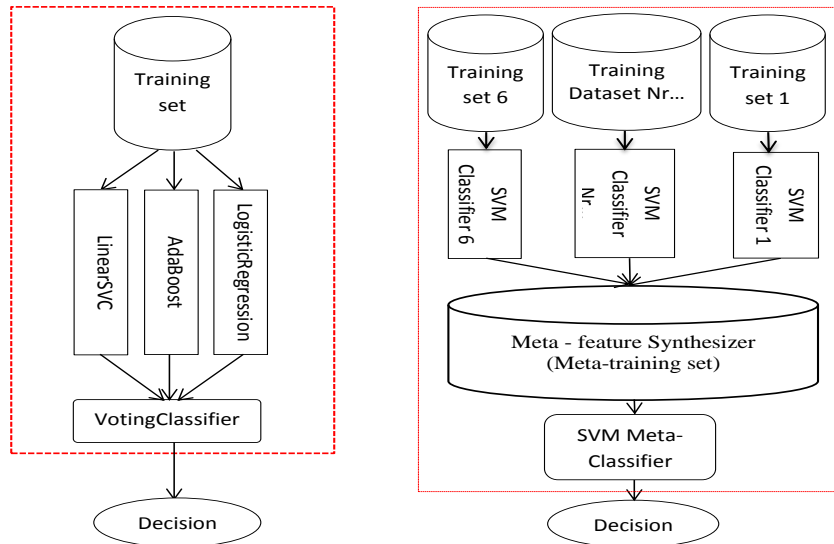 Training
set
LinearSVC
AdaBoost
LogisticRegression
VotingClassifier
Decision
Training
set 6
Training
Dataset Nr...
Training
set 1
SVM
Classifier 6
SVM
Classifier
Nr...
SVM
Classifier 1
Meta - feature Synthesizer
(Meta-training set)
SVM Meta-
Classifier
Decision